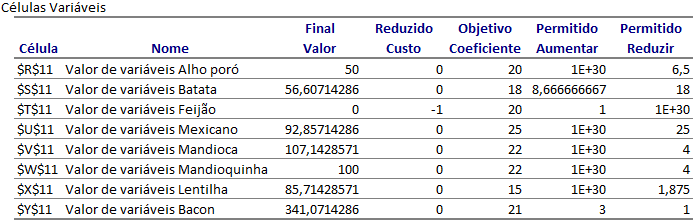 Células Variáveis
Final Reduzido Objetivo Permitido Permitido
Célula Nome Valor Custo Coeficiente Aumentar Reduzir
$R$11 Valor de variáveis Alho poró 50 0 20 1E+30 6,5
$S$11 Valor de variáveis Batata 56,60714286 0 18 8,666666667 18
$T$11 Valor de variáveis Feijão 0 -1 20 1 1E+30
$U$11 Valor de variáveis Mexicano 92,85714286 0 25 1E+30 25
$V$11 Valor de variáveis Mandioca 107,1428571 0 22 1E+30 4
$W$11 Valor de variáveis Mandioquinha 100 0 22 1E+30 4
$X$11 Valor de variáveis Lentilha 85,71428571 0 15 1E+30 1,875
$Y$11 Valor de variáveis Bacon 341,0714286 0 21 3 1